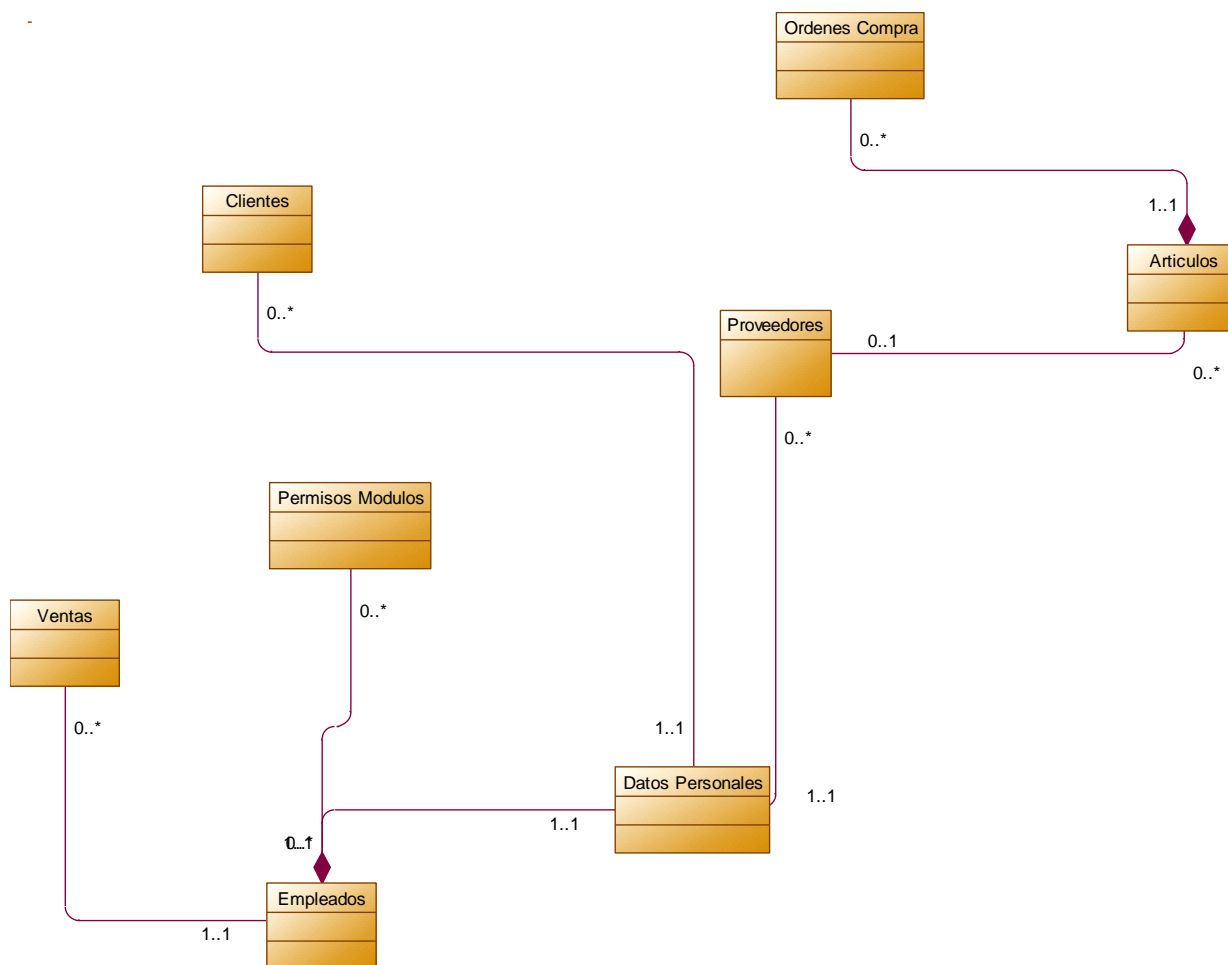 Ordenes Compra
0..*
Clientes
1..1
Articulos
0..*
Proveedores
0..1
0..*
0..*
Permisos Modulos
Ventas
0..*
0..*
1..1
Datos Personales
1..1
1..1
Empleados
1..1